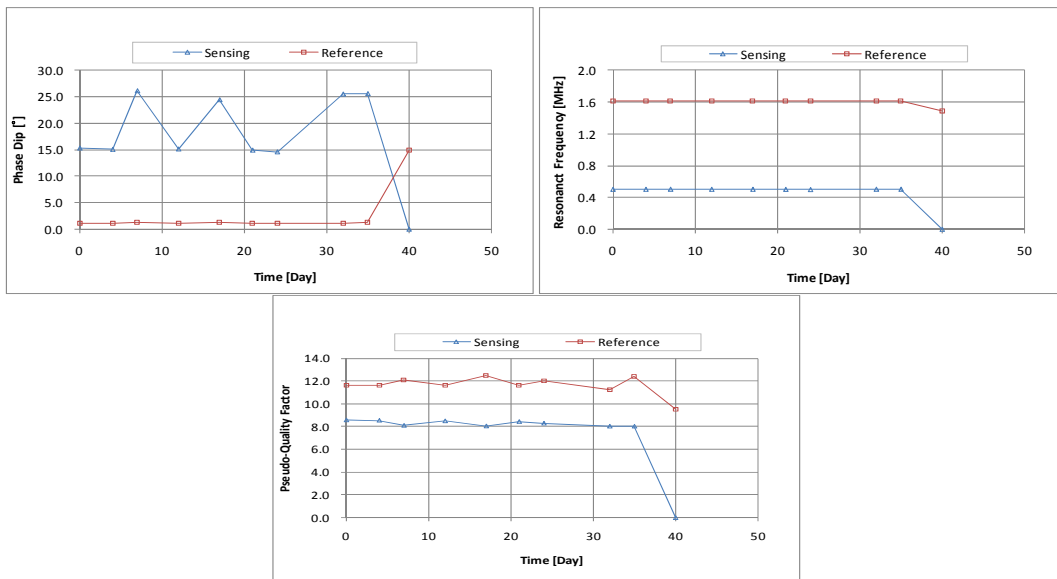 Sensing Reference
30.0
25.0
20.0
15.0
10.0
5.0
0.0
Phase Dip [°]
0 10 20 30 40 50
Time [Day]
Sensing Reference
2.0
1.6
1.2
0.8
0.4
0.0
Resonanct Frequency [MHz]
0 10 20 30 40 50
Time [Day]
Sensing Reference
14.0
12.0
10.0
8.0
6.0
4.0
2.0
0.0
Pseudo-Quality Factor
0 10 20 30 40 50
Time [Day]